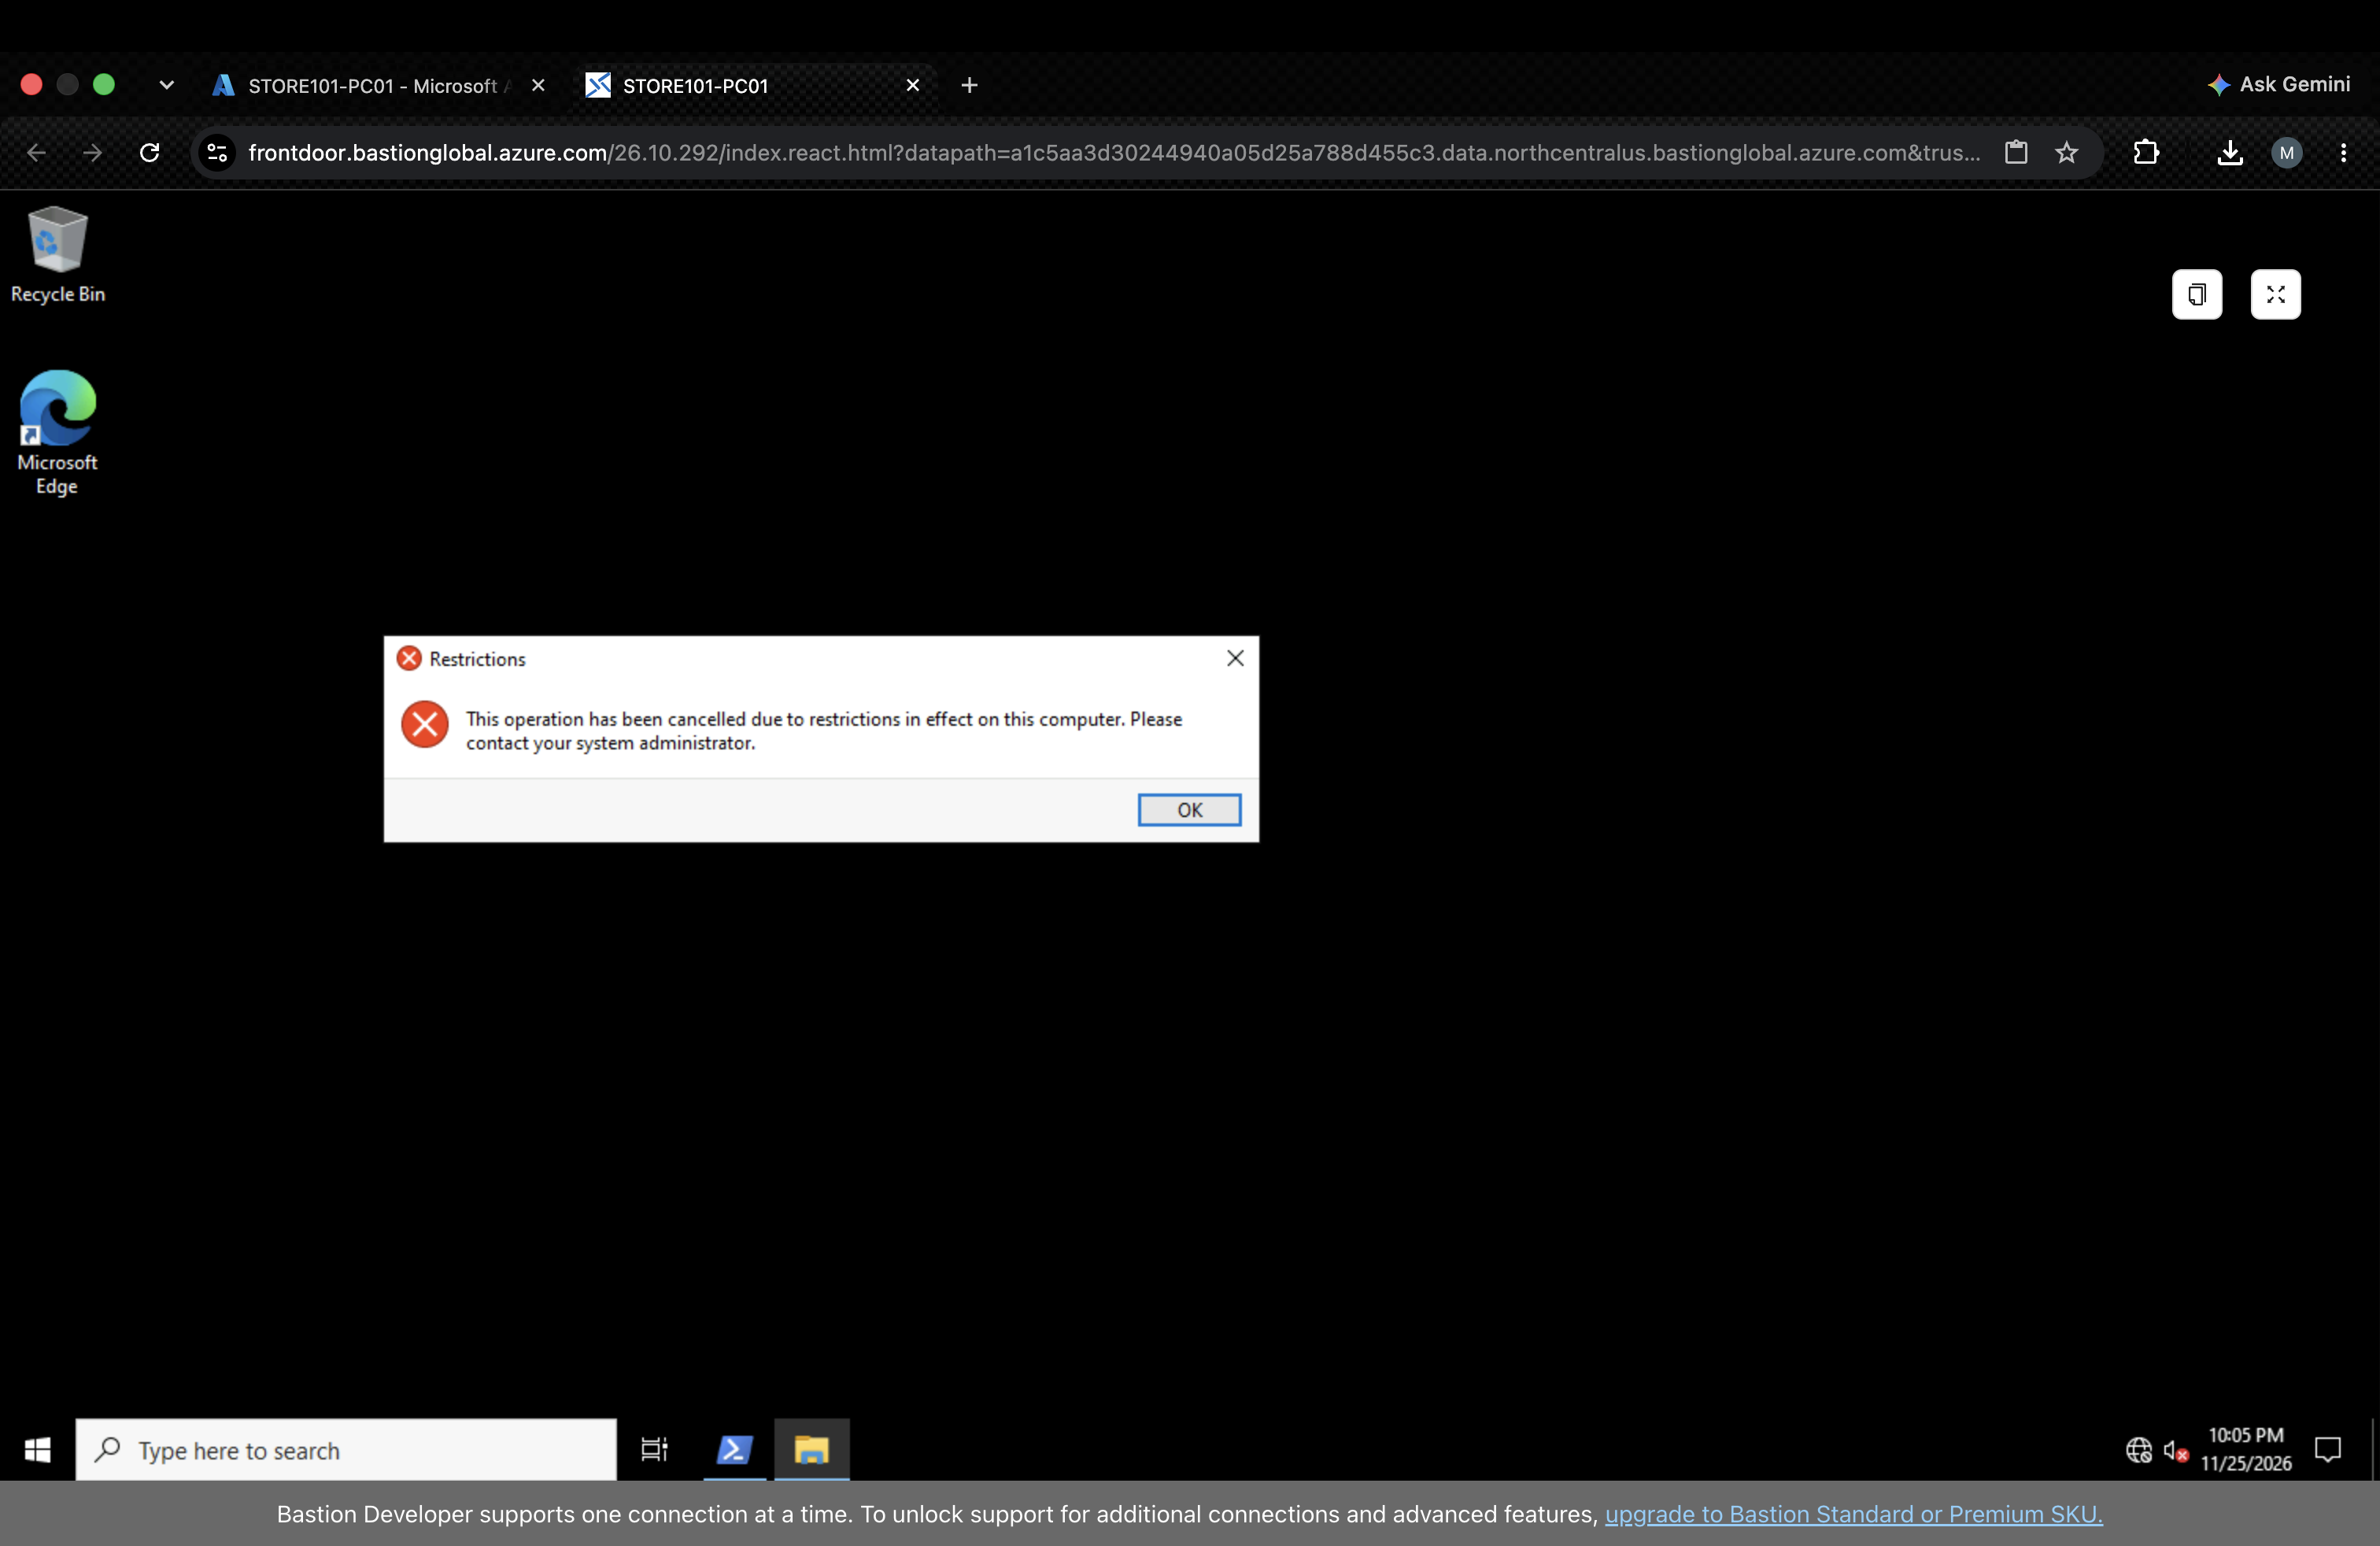 STORE101-PC01 - Microsoft A
STORE101-PC01
Ask Gemini
frontdoor.bastionglobal.azure.com/26.10.292/index.react.html?datapath=a1c5aa3d30244940a05d25a788d455c3.data.northcentralus.bastionglobal.azure.com&trus...
M
Recycle Bin
Microsoft
Edge
Restrictions
This operation has been cancelled due to restrictions in effect on this computer. Please
contact your system administrator.
OK
Type here to search
10:05 PM
11/25/2026
Bastion Developer supports one connection at a time. To unlock support for additional connections and advanced features, upgrade to Bastion Standard or Premium SKU.